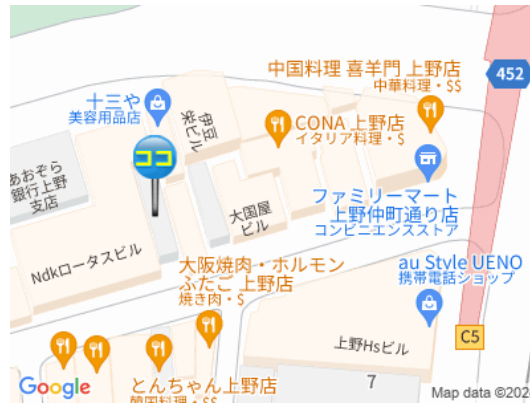 452
中国料理 喜羊門 上野店
中華料理・$$
十三や
美容用品店
伊豆
栄ビル
CONA 上野店
イタリア料理・$
ココ
あおぞら
銀行上野
支店
大国屋
ビル
ファミリーマート
上野仲町通り店
コンビニエンスストア
Ndkロータスビル
大阪焼肉・ホルモン
ふたご 上野店
焼き肉・$
au Style UENO
携帯電話ショップ
C5
上野Hsビル
7
とんちゃん上野店
韓国料理・$$
Google
Map data ©202